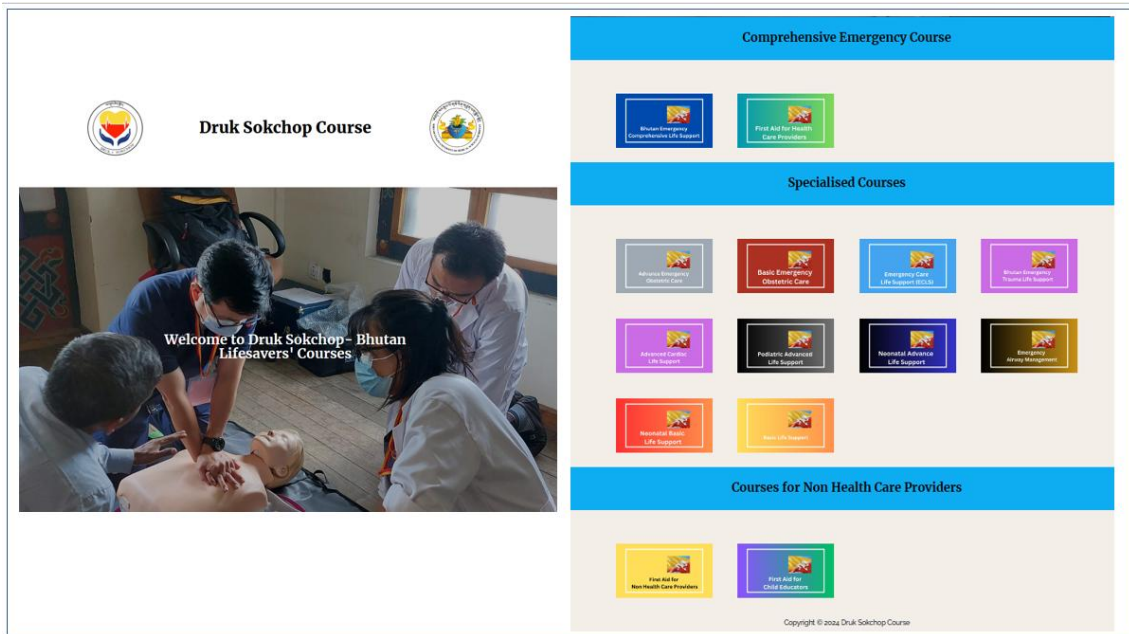 Druk Sokchop Course
Welcome to Druk Sokchop- Bhutan
Lifesavers' Courses
Comprehensive Emergency Course
Bhutan Emergency
Comprehensive Life Support
First Aid for Health
Care Providers
Specialised Courses
Advance Emergency
Obstetric Care
Basic Emergency
Obstetric Care
Emergency Care
Life Support (ECLS)
Bhutan Emergency
Trauma Life Support
Advanced Cardiac
Life Support
Pediatric Advanced
Life Support
Neonatal Advance
Life Support
Emergency
Airway Management
Neonatal Basic
Life Support
Basic Life Support
Courses for Non Health Care Providers
First Aid for
Non Health Care Providers
First Aid for
Child Educators
Copyright © 2024 Druk Sokchop Course